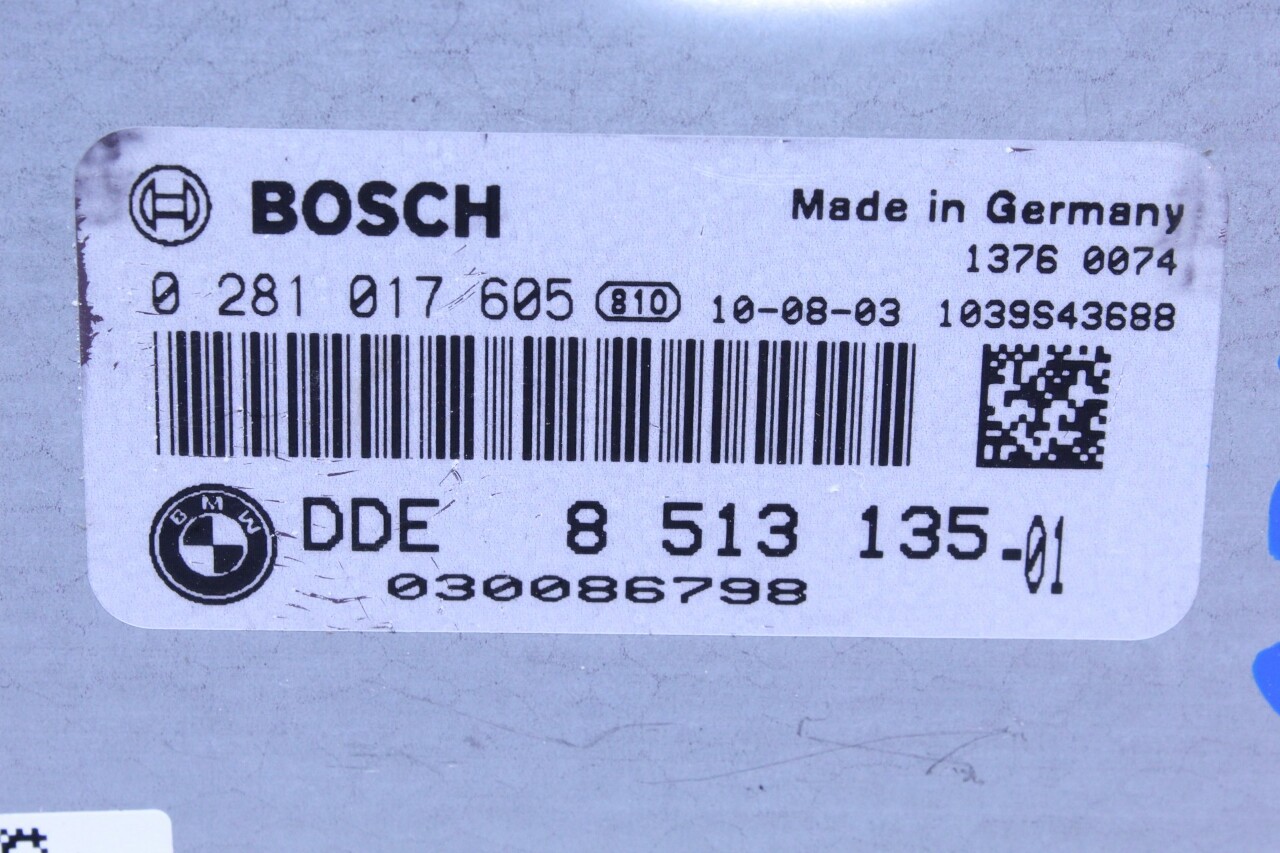 BOSCH
Made in Germany
1376 0074
0 281 017 605 810 10-08-03 1039S43688
BMW
DDE 8 513 135-01
030086798